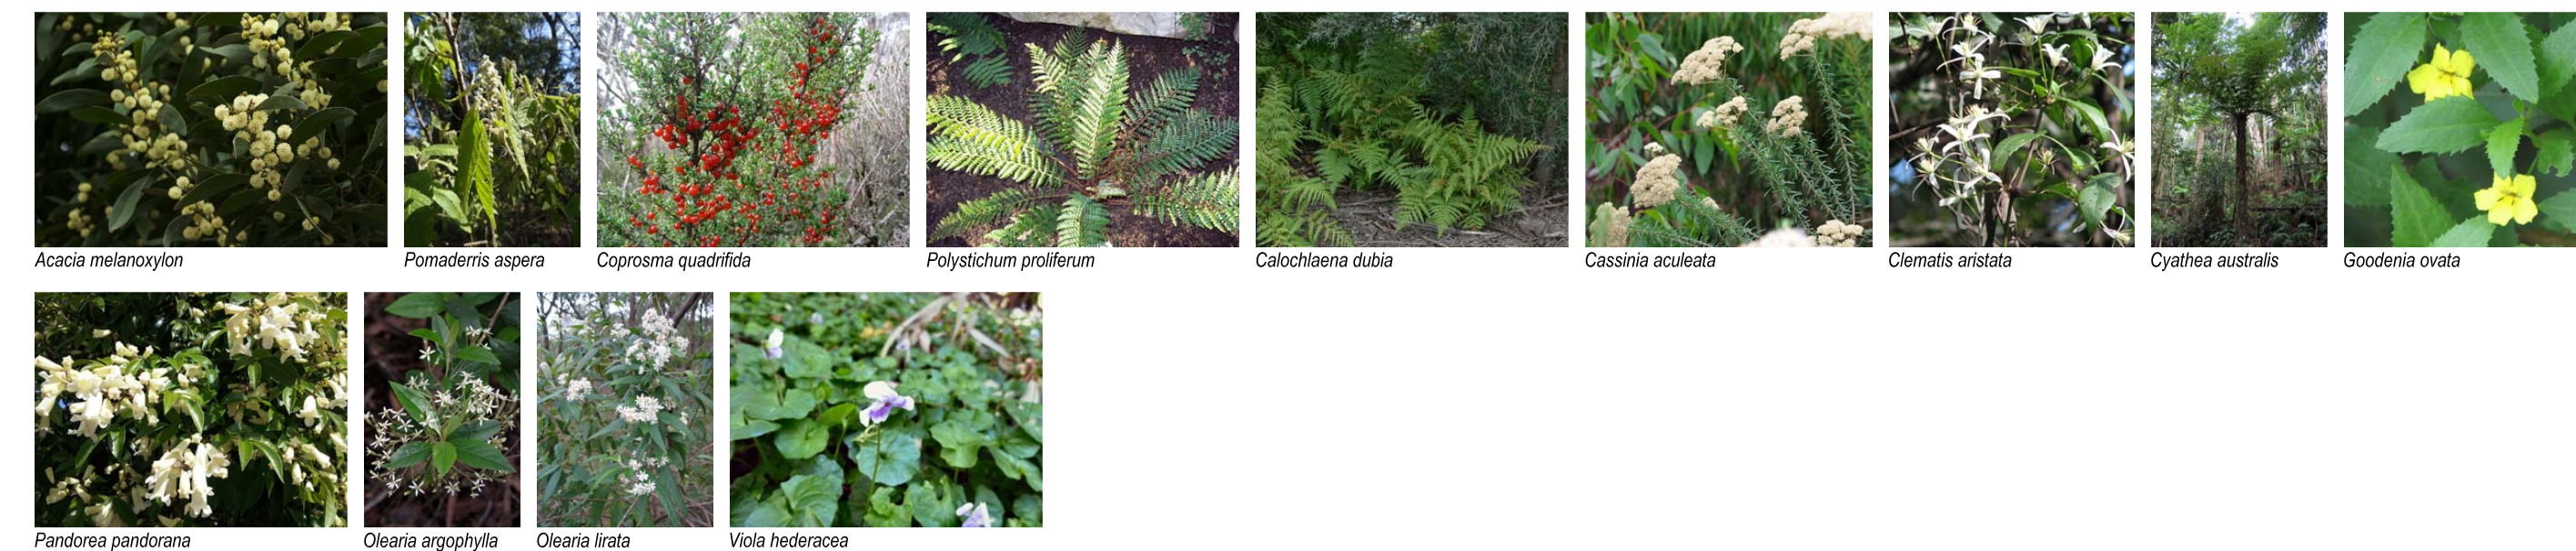 Acacia melanoxylon
Pomaderris aspera
Coprosma quadrifida
Polystichum proliferum
Calochlaena dubia
Cassinia aculeata
Clematis aristata
Cyathea australis
Goodenia ovata
Pandorea pandorana
Olearia argophylla
Olearia lirata
Viola hederacea